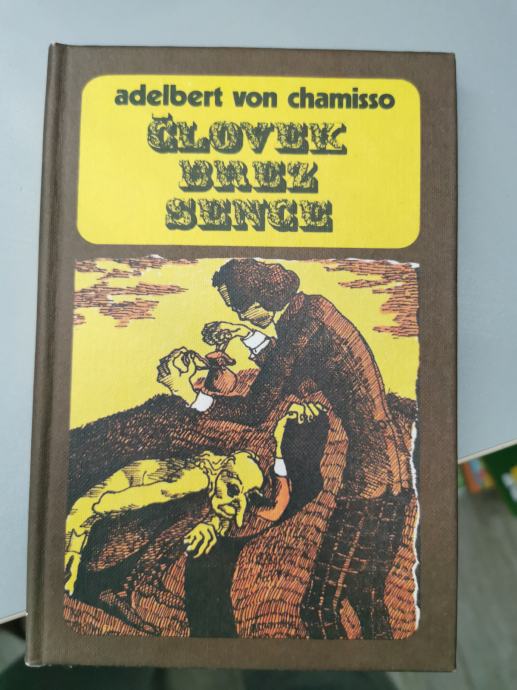 adelbert von chamisso
ČLOVEK
BREZ
SENCE